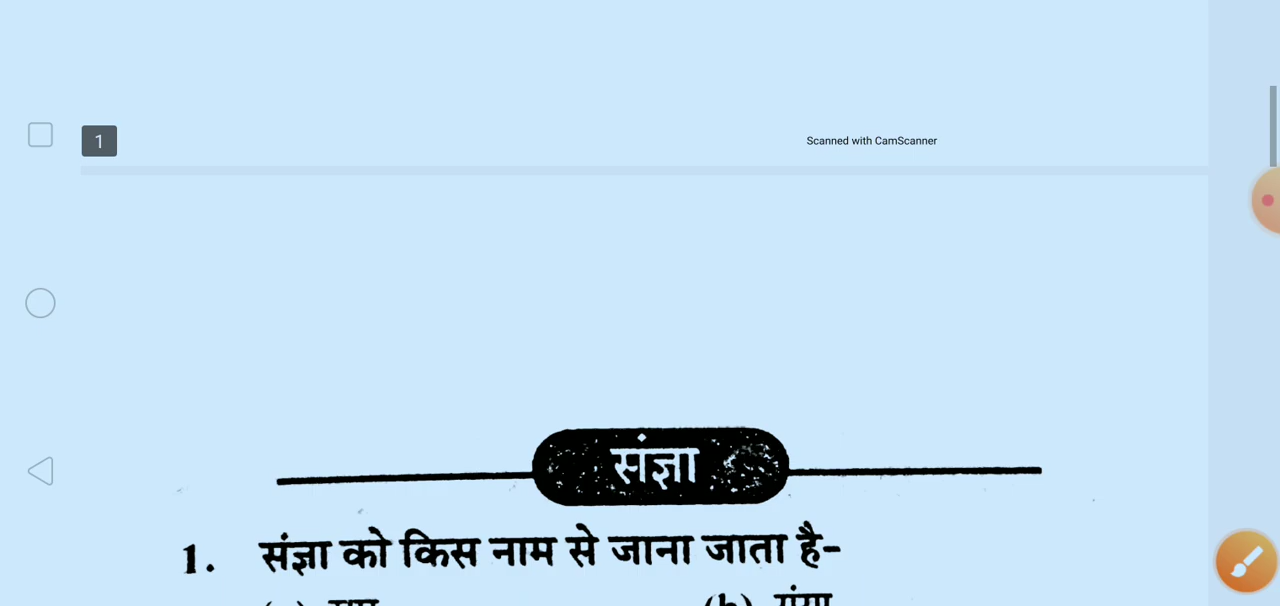 1
Scanned with CamScanner
संज्ञा
1. संज्ञा को किस नाम से जाना जाता है-